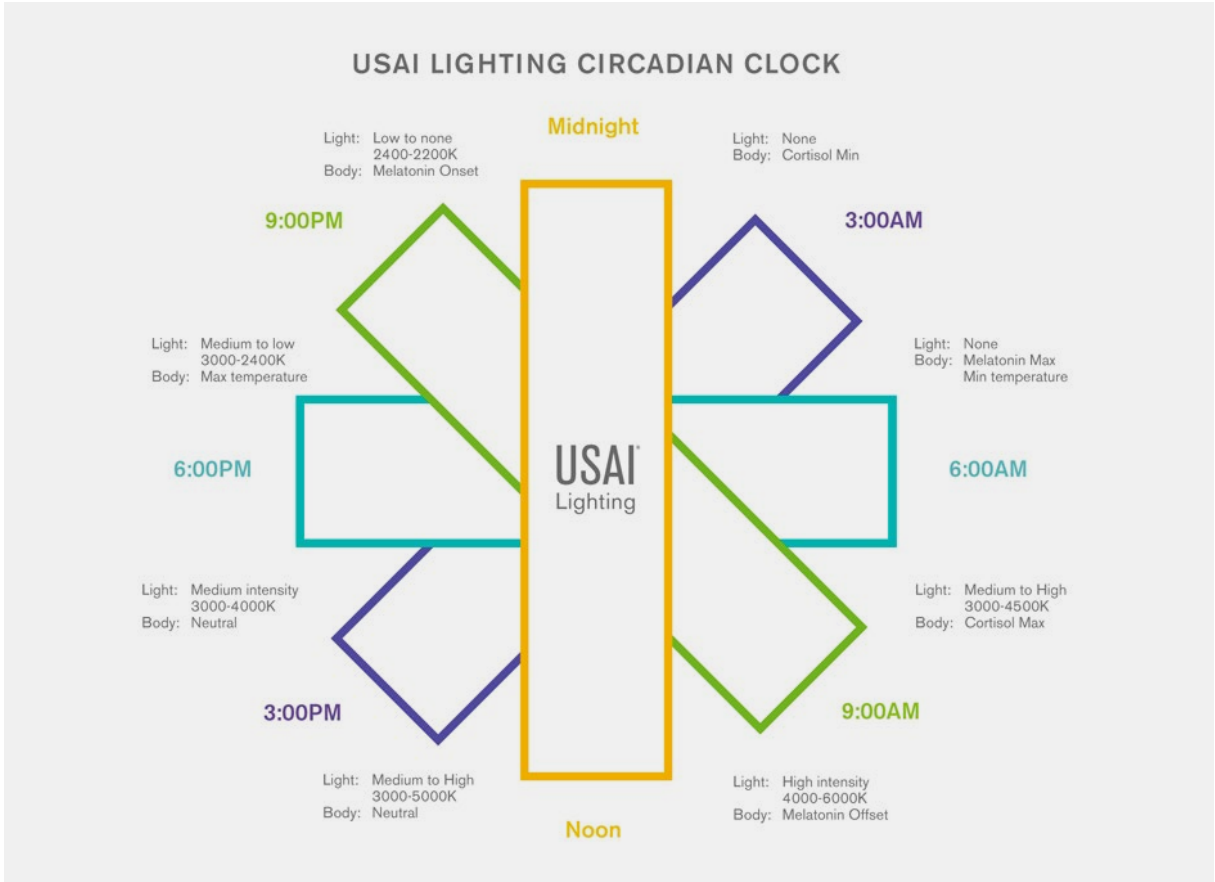 USAI LIGHTING CIRCADIAN CLOCK
Midnight
Light: None
Body: Cortisol Min
3:00AM
Light: None
Body: Melatonin Max
Min temperature
6:00AM
Light: Medium to High
3000-4500K
Body: Cortisol Max
9:00AM
Light: High intensity
4000-6000K
Body: Melatonin Offset
Noon
Light: Medium to High
3000-5000K
Body: Neutral
3:00PM
Light: Medium intensity
3000-4000K
Body: Neutral
6:00PM
Light: Medium to low
3000-2400K
Body: Max temperature
9:00PM
Light: Low to none
2400-2200K
Body: Melatonin Onset
USAI
Lighting